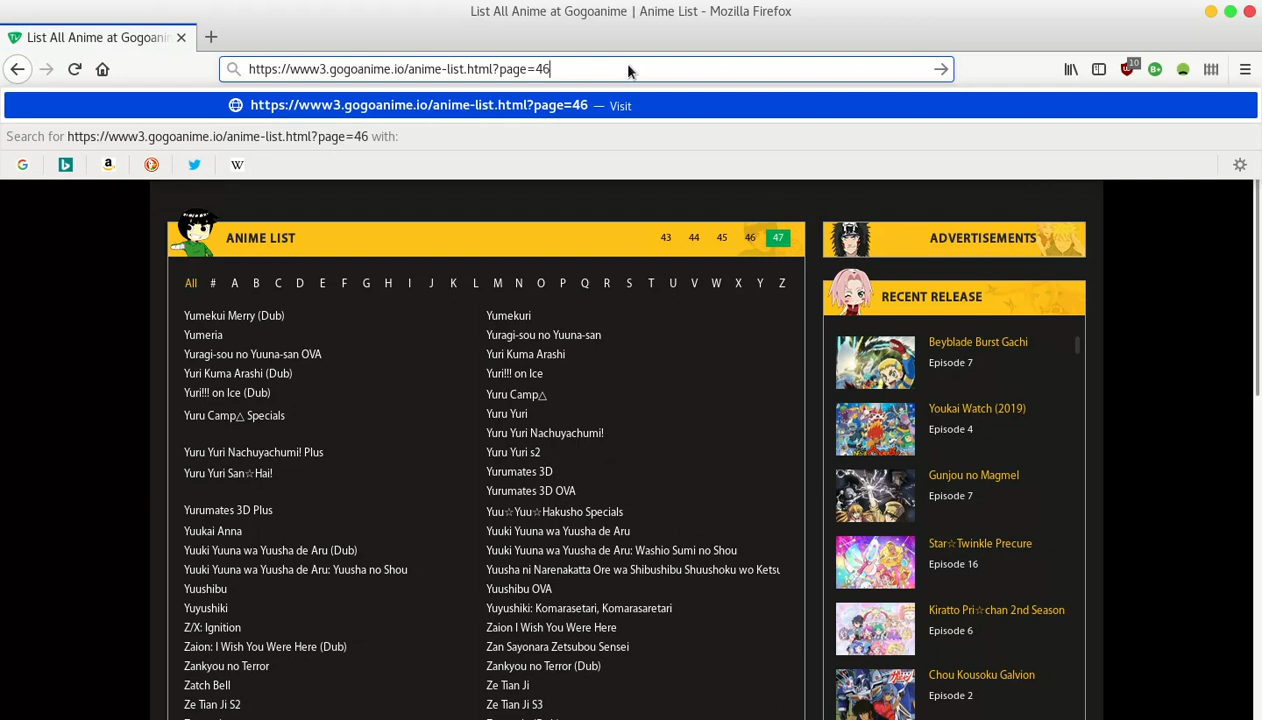 List All Anime at Gogoanime | Anime List - Mozilla Firefox
List All Anime at Gogoanim
https://www3.gogoanime.io/anime-list.html?page=46
10
https://www3.gogoanime.io/anime-list.html?page=46 — Visit
Search for https://www3.gogoanime.io/anime-list.html?page=46 with:
ANIME LIST
43 44 45 46 47
All # A B C D E F G H I J K L M N O P Q R S T U V W X Y Z
Yumekui Merry (Dub)
Yumekuri
Yumeria
Yuragi-sou no Yuuna-san
Yuragi-sou no Yuuna-san OVA
Yuri Kuma Arashi
Yuri Kuma Arashi (Dub)
Yuri!!! on Ice
Yuri!!! on Ice (Dub)
Yuru Camp△
Yuru Camp△ Specials
Yuru Yuri
Yuru Yuri Nachuyachumi!
Yuru Yuri Nachuyachumi! Plus
Yuru Yuri s2
Yuru Yuri San☆Hai!
Yurumates 3D
Yurumates 3D OVA
Yurumates 3D Plus
Yuu☆Yuu☆Hakusho Specials
Yuukai Anna
Yuuki Yuuna wa Yuusha de Aru
Yuuki Yuuna wa Yuusha de Aru (Dub)
Yuuki Yuuna wa Yuusha de Aru: Washio Sumi no Shou
Yuuki Yuuna wa Yuusha de Aru: Yuusha no Shou
Yuusha ni Narenakatta Ore wa Shibushibu Shuushoku wo Ketsu
Yuushibu
Yuushibu OVA
Yuyushiki
Yuyushiki: Komarasetari, Komarasaretari
Z/X: Ignition
Zaion I Wish You Were Here
Zaion: I Wish You Were Here (Dub)
Zan Sayonara Zetsubou Sensei
Zankyou no Terror
Zankyou no Terror (Dub)
Zatch Bell
Ze Tian Ji
Ze Tian Ji S2
Ze Tian Ji S3
ADVERTISEMENTS
RECENT RELEASE
Beyblade Burst Gachi
Episode 7
Youkai Watch (2019)
Episode 4
Gunjou no Magmel
Episode 7
Star☆Twinkle Precure
Episode 16
Kiratto Pri☆chan 2nd Season
Episode 6
Chou Kousoku Galvion
Episode 2